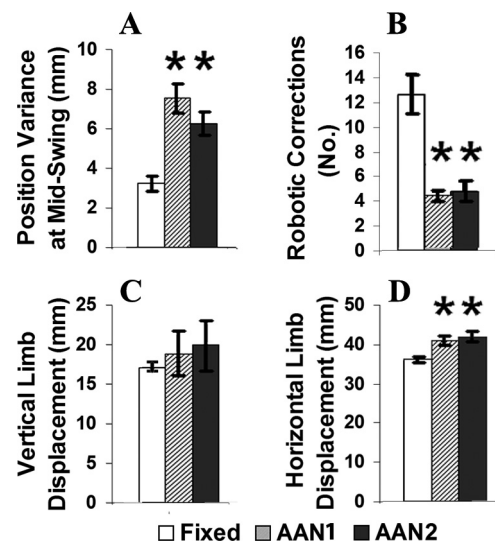 A
Position Variance
at Mid-Swing (mm)
10
8
6
4
2
0
* *
B
Robotic Corrections
(No.)
16
14
12
10
8
6
4
2
0
* *
C
Vertical Limb
Displacement (mm)
25
20
15
10
5
0
D
Horizontal Limb
Displacement (mm)
50
40
30
20
10
0
* *
Fixed AAN1 AAN2